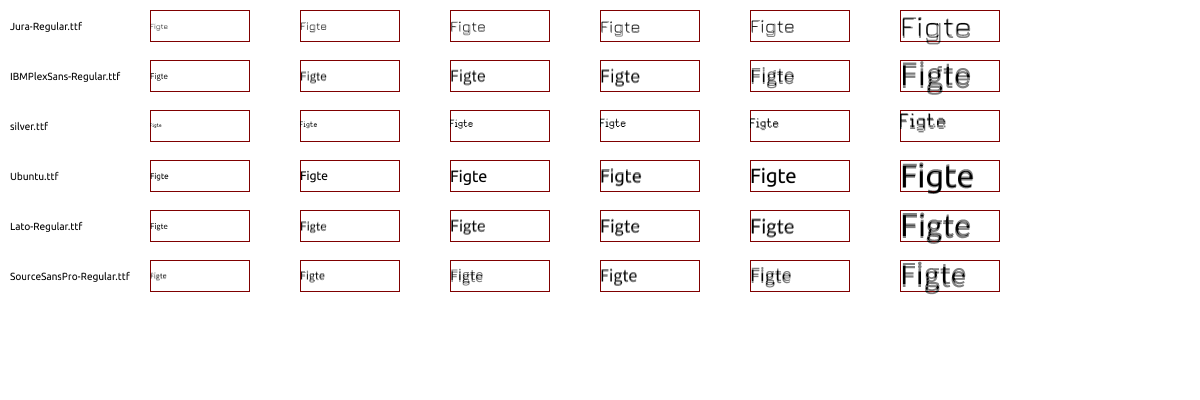 Jura-Regular.ttf Figte Figte Figte Figte Figte Figte
IBMPlexSans-Regular.ttf Figte Figte Figte Figte Figte Figte
silver.ttf Figte Figte Figte Figte Figte Figte
Ubuntu.ttf Figte Figte Figte Figte Figte Figte
Lato-Regular.ttf Figte Figte Figte Figte Figte Figte
SourceSansPro-Regular.ttf Figte Figte Figte Figte Figte Figte